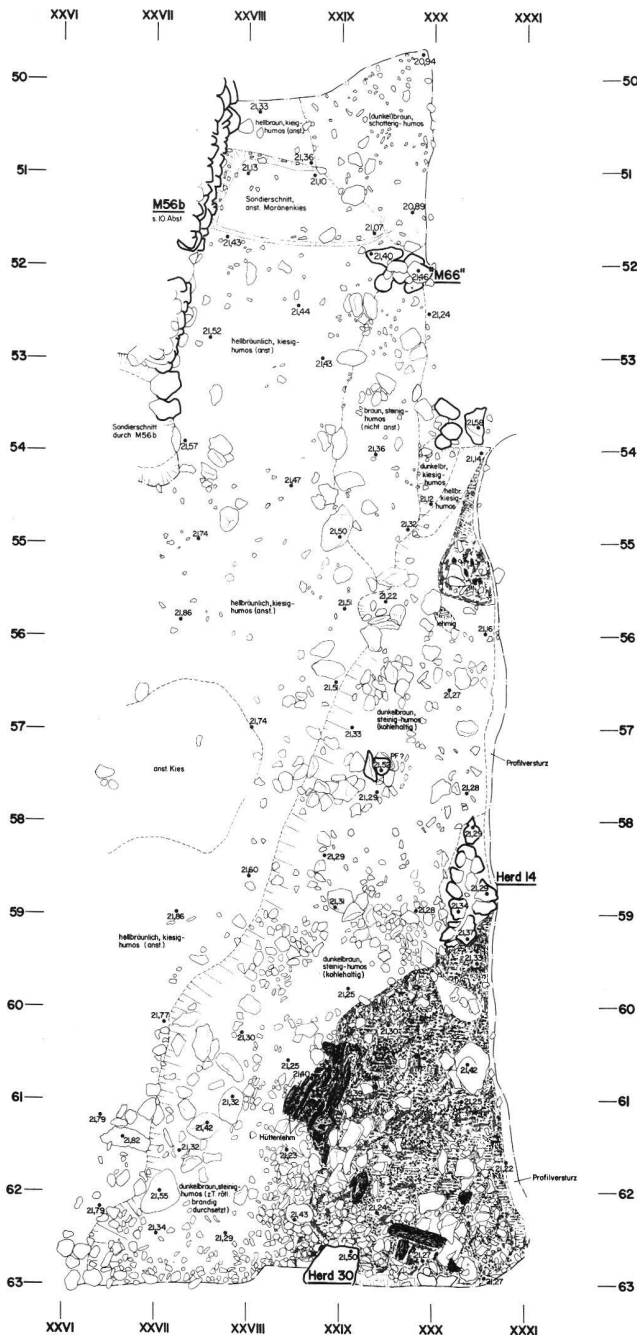 XXVI XXVII XXVIII XXIX XXX XXXI
20,94
50 50
21,33
hellbraun, kiesig-
humos (anst.)
(dunkel)braun,
schotterig-humos
21,36
51 21,13 21,10 51
Sondierschnitt,
anst. Moränenkies
M56b
s. 10. Abst.
20,89
21,43 21,07
52 21,40 52
21,46 "M66"
21,44 21,24
21,52
hellbräunlich, kiesig-
humos (anst.)
53 21,43 53
braun, steinig-
humos
(nicht anst.)
21,58
Sondierschnitt
durch M56b
21,57
54 21,36 21,14 54
dunkelbr.,
kiesig-
humos
hellbr.,
kiesig-
humos
21,47
21,12
21,74 21,50 21,32
55 55
21,22
hellbräunlich, kiesig-
humos (anst.)
21,51
21,86
lehmig
56 21,16 56
21,51 21,27
dunkelbraun,
steinig-humos
(kohlehaltig)
57 21,74 21,33 57
PF?
21,52
anst. Kies
Profilversturz
21,29 21,28
58 58
21,25
21,29
21,60 Herd 14
21,29
21,31 21,34
59 21,86 21,28 59
21,37
hellbräunlich, kiesig-
humos (anst.)
21,33
dunkelbraun,
steinig-humos
(kohlehaltig)
21,25
60 60
21,77 21,30
21,30
21,25
21,40 21,42
61 21,32 61
21,79
21,42
21,82 Hüttenlehm
21,32 21,23
21,22
dunkelbraun, steinig-
humos (z.T. rötl.
brandig
durchsetzt)
Profilversturz
62 21,55 62
21,79 21,24
21,43
21,34 21,29
21,50 21,27
63 Herd 30 21,27 63
XXVI XXVII XXVIII XXIX XXX XXXI